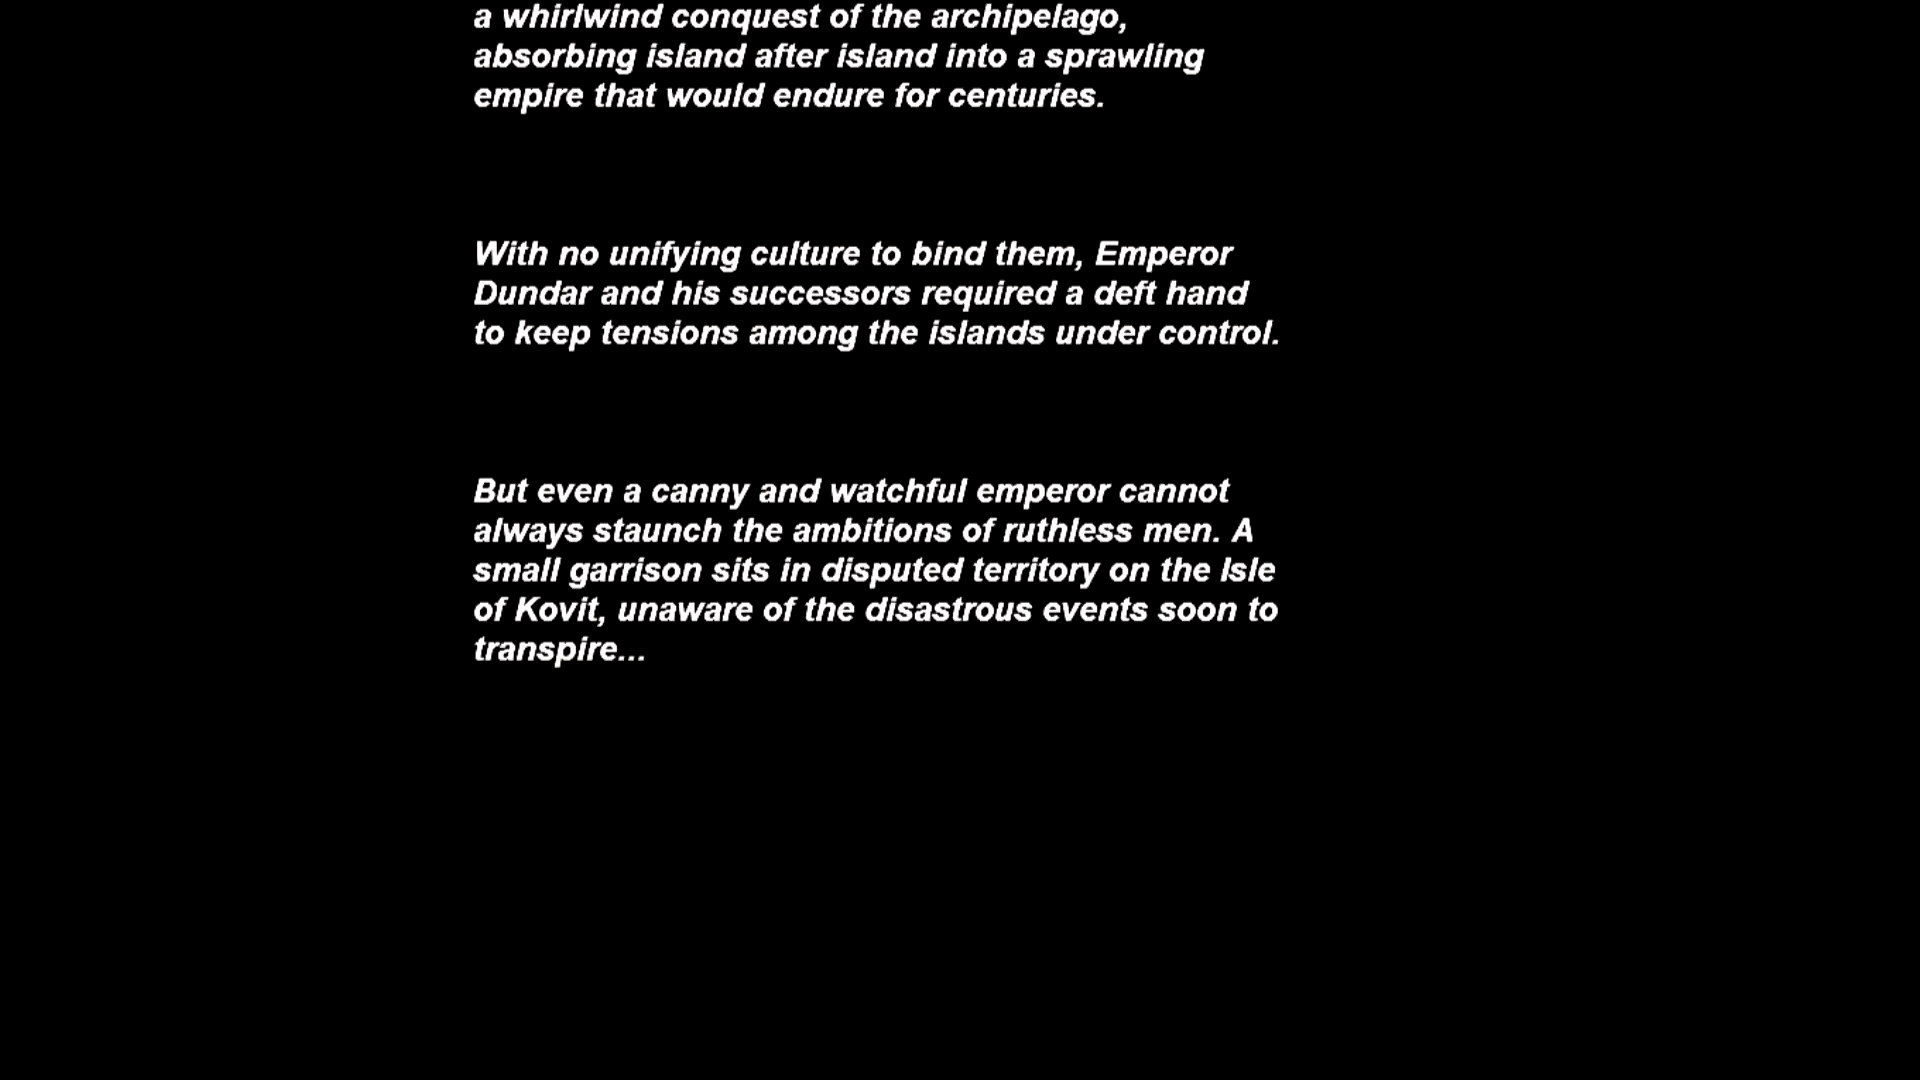 a whirlwind conquest of the archipelago,
absorbing island after island into a sprawling
empire that would endure for centuries.
With no unifying culture to bind them, Emperor
Dundar and his successors required a deft hand
to keep tensions among the islands under control.
But even a canny and watchful emperor cannot
always staunch the ambitions of ruthless men. A
small garrison sits in disputed territory on the Isle
of Kovit, unaware of the disastrous events soon to
transpire...